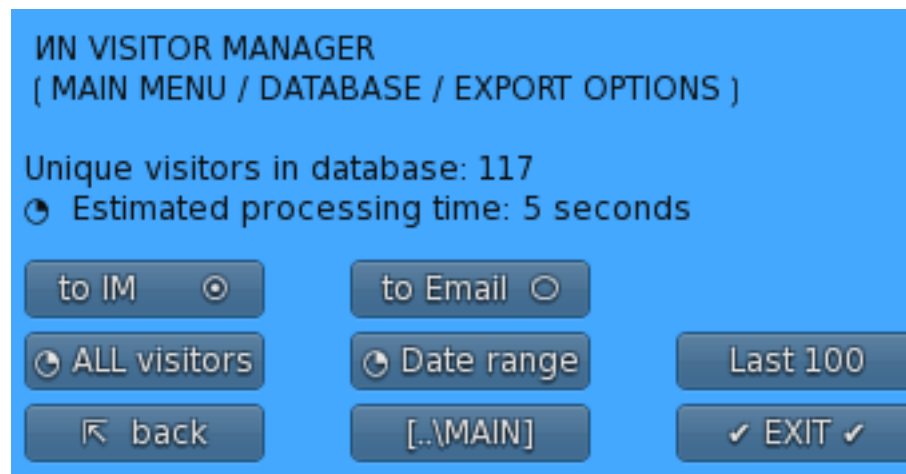 ИN VISITOR MANAGER
( MAIN MENU / DATABASE / EXPORT OPTIONS )
Unique visitors in database: 117
◔ Estimated processing time: 5 seconds
to IM ⊙ to Email ○
◔ ALL visitors ◔ Date range Last 100
⇱ back [..\MAIN] ✔ EXIT ✔